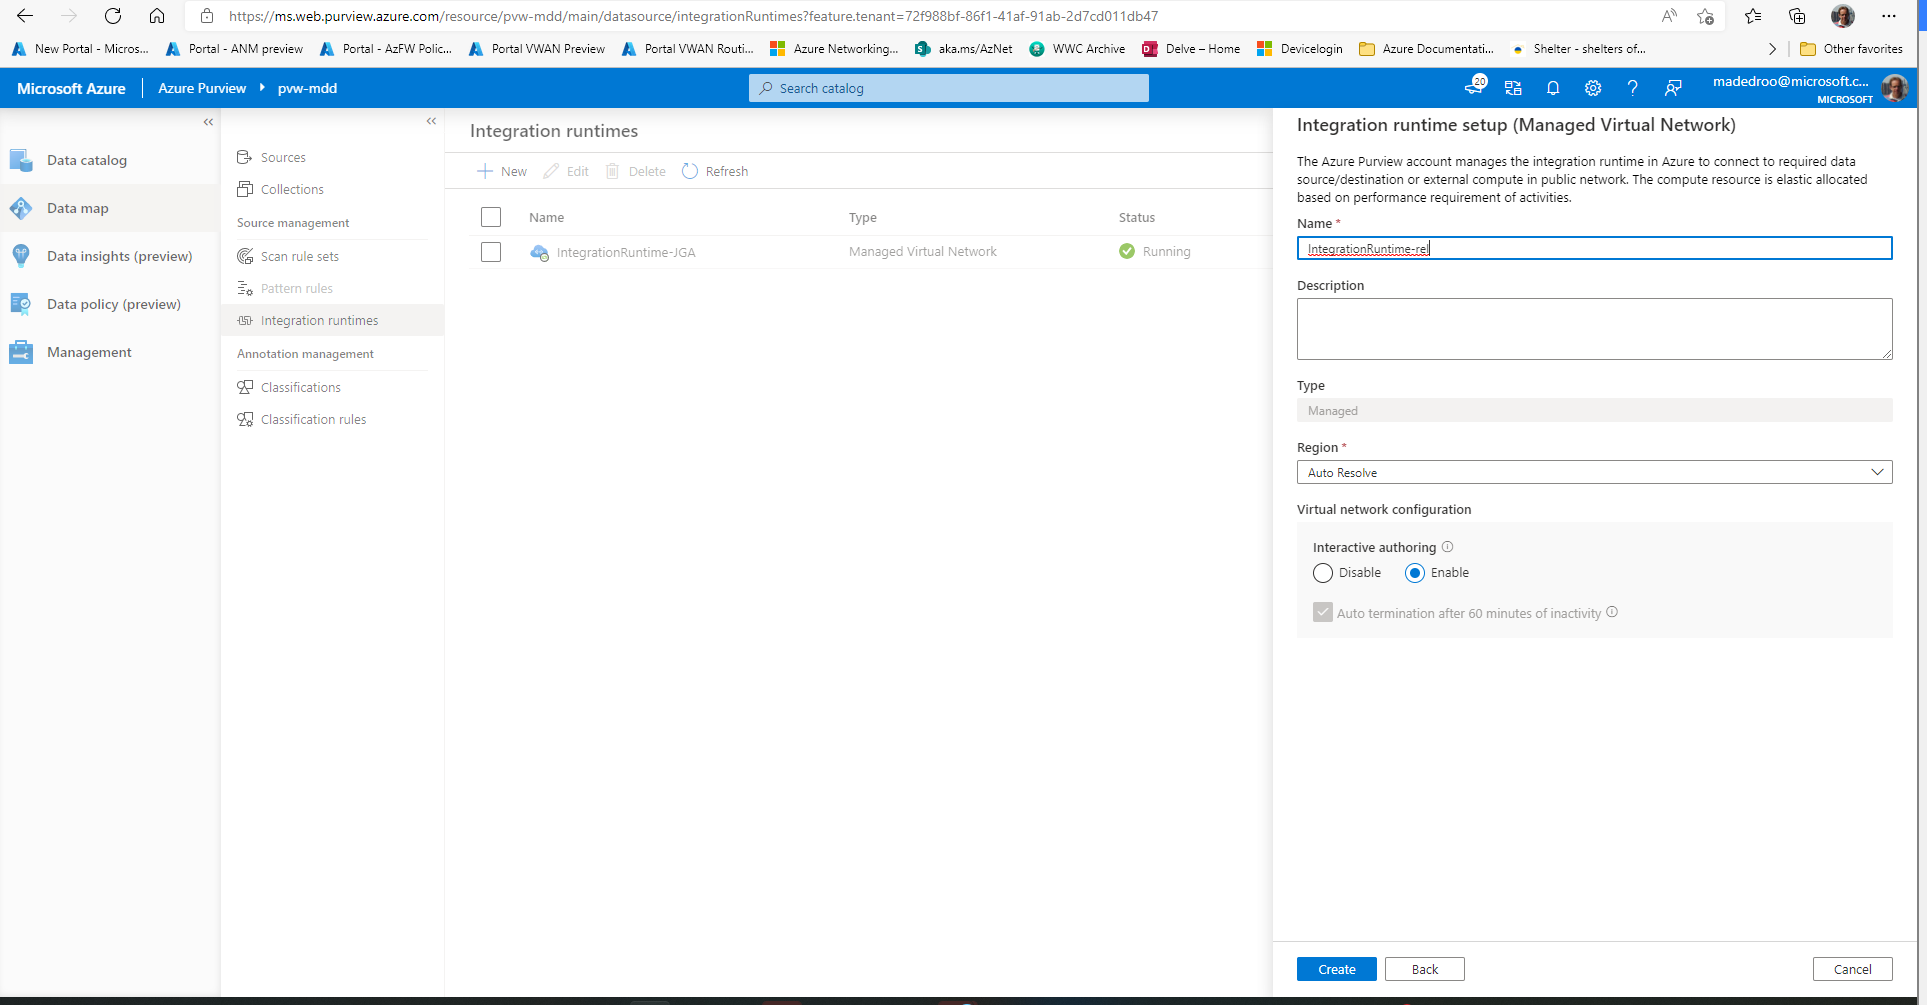 https://ms.web.purview.azure.com/resource/pvw-mdd/main/datasource/integrationRuntimes?feature.tenant=72f988bf-86f1-41af-91ab-2d7cd011db47
New Portal - Micros...
Portal - ANM preview
Portal - AzFW Polic...
Portal VWAN Preview
Portal VWAN Routi...
Azure Networking...
aka.ms/AzNet
WWC Archive
Delve – Home
Devicelogin
Azure Documentati...
Shelter - shelters of...
Other favorites
Microsoft Azure
Azure Purview
pvw-mdd
Search catalog
20
madedroo@microsoft.c...
MICROSOFT
Data catalog
Data map
Data insights (preview)
Data policy (preview)
Management
Sources
Collections
Source management
Scan rule sets
Pattern rules
Integration runtimes
Annotation management
Classifications
Classification rules
Integration runtimes
New
Edit
Delete
Refresh
Name
Type
Status
IntegrationRuntime-JGA
Managed Virtual Network
Running
Integration runtime setup (Managed Virtual Network)
The Azure Purview account manages the integration runtime in Azure to connect to required data
source/destination or external compute in public network. The compute resource is elastic allocated
based on performance requirement of activities.
Name *
IntegrationRuntime-rel
Description
Type
Managed
Region *
Auto Resolve
Virtual network configuration
Interactive authoring
Disable
Enable
Auto termination after 60 minutes of inactivity
Create
Back
Cancel